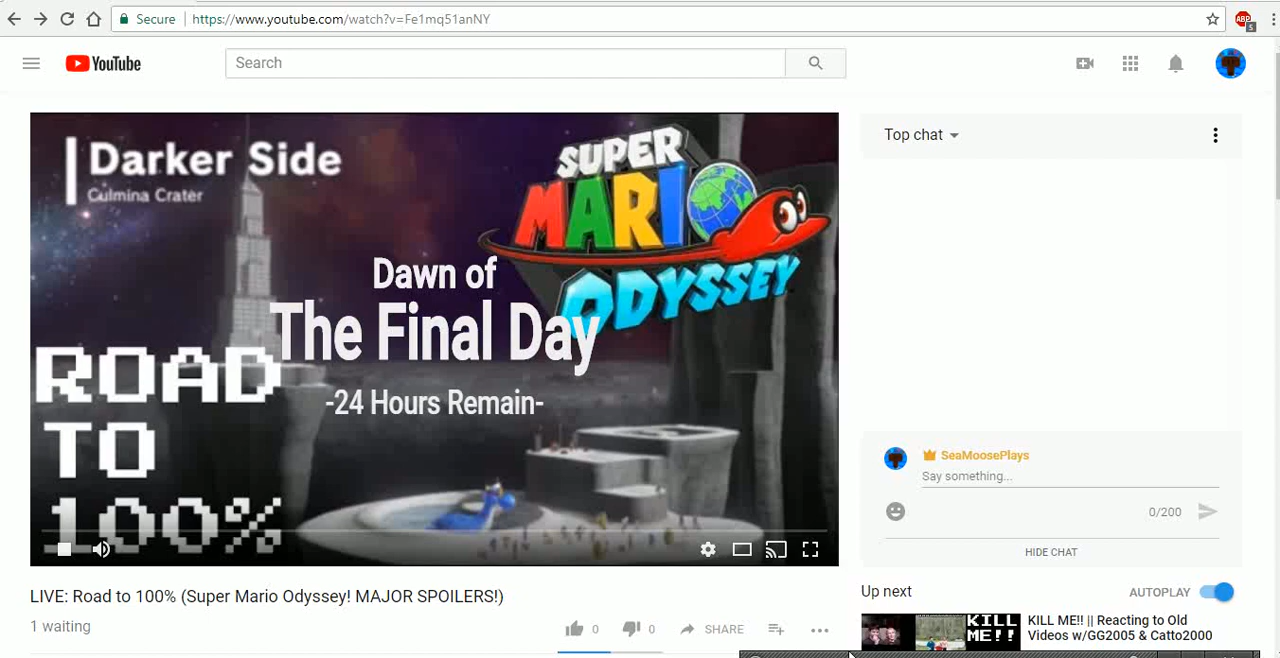 Secure
https://www.youtube.com/watch?v=Fe1mq51anNY
ABP
5
YouTube
Search
Darker Side
Culmina Crater
SUPER
MARIO
ODYSSEY
Dawn of
The Final Day
-24 Hours Remain-
ROAD
TO
100%
LIVE: Road to 100% (Super Mario Odyssey! MAJOR SPOILERS!)
1 waiting
0
0
SHARE
Top chat
SeaMoosePlays
Say something...
0/200
HIDE CHAT
Up next
AUTOPLAY
KILL
ME!!
KILL ME!! || Reacting to Old
Videos w/GG2005 & Catto2000